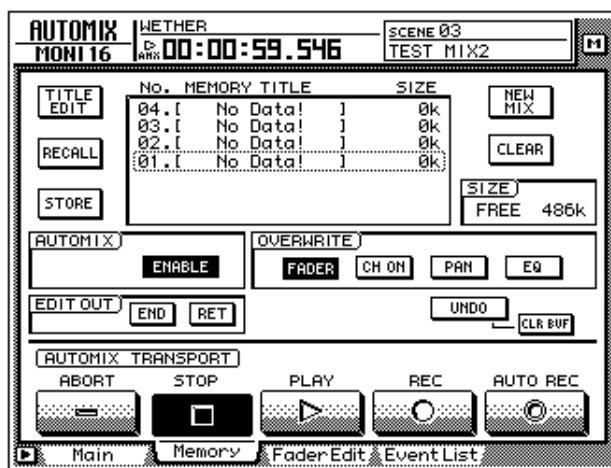 AUTOMIX
MONI 16
WETHER
AMX 00:00:59.546
SCENE 03
TEST MIX2
M
TITLE EDIT
RECALL
STORE
No. MEMORY TITLE SIZE
04.[ No Data! ] 0k
03.[ No Data! ] 0k
02.[ No Data! ] 0k
01.[ No Data! ] 0k
NEW MIX
CLEAR
SIZE
FREE 486k
AUTOMIX
ENABLE
OVERWRITE
FADER CH ON PAN EQ
EDIT OUT
END RET
UNDO
CLR BUF
AUTOMIX TRANSPORT
ABORT STOP PLAY REC AUTO REC
Main Memory Fader Edit Event List